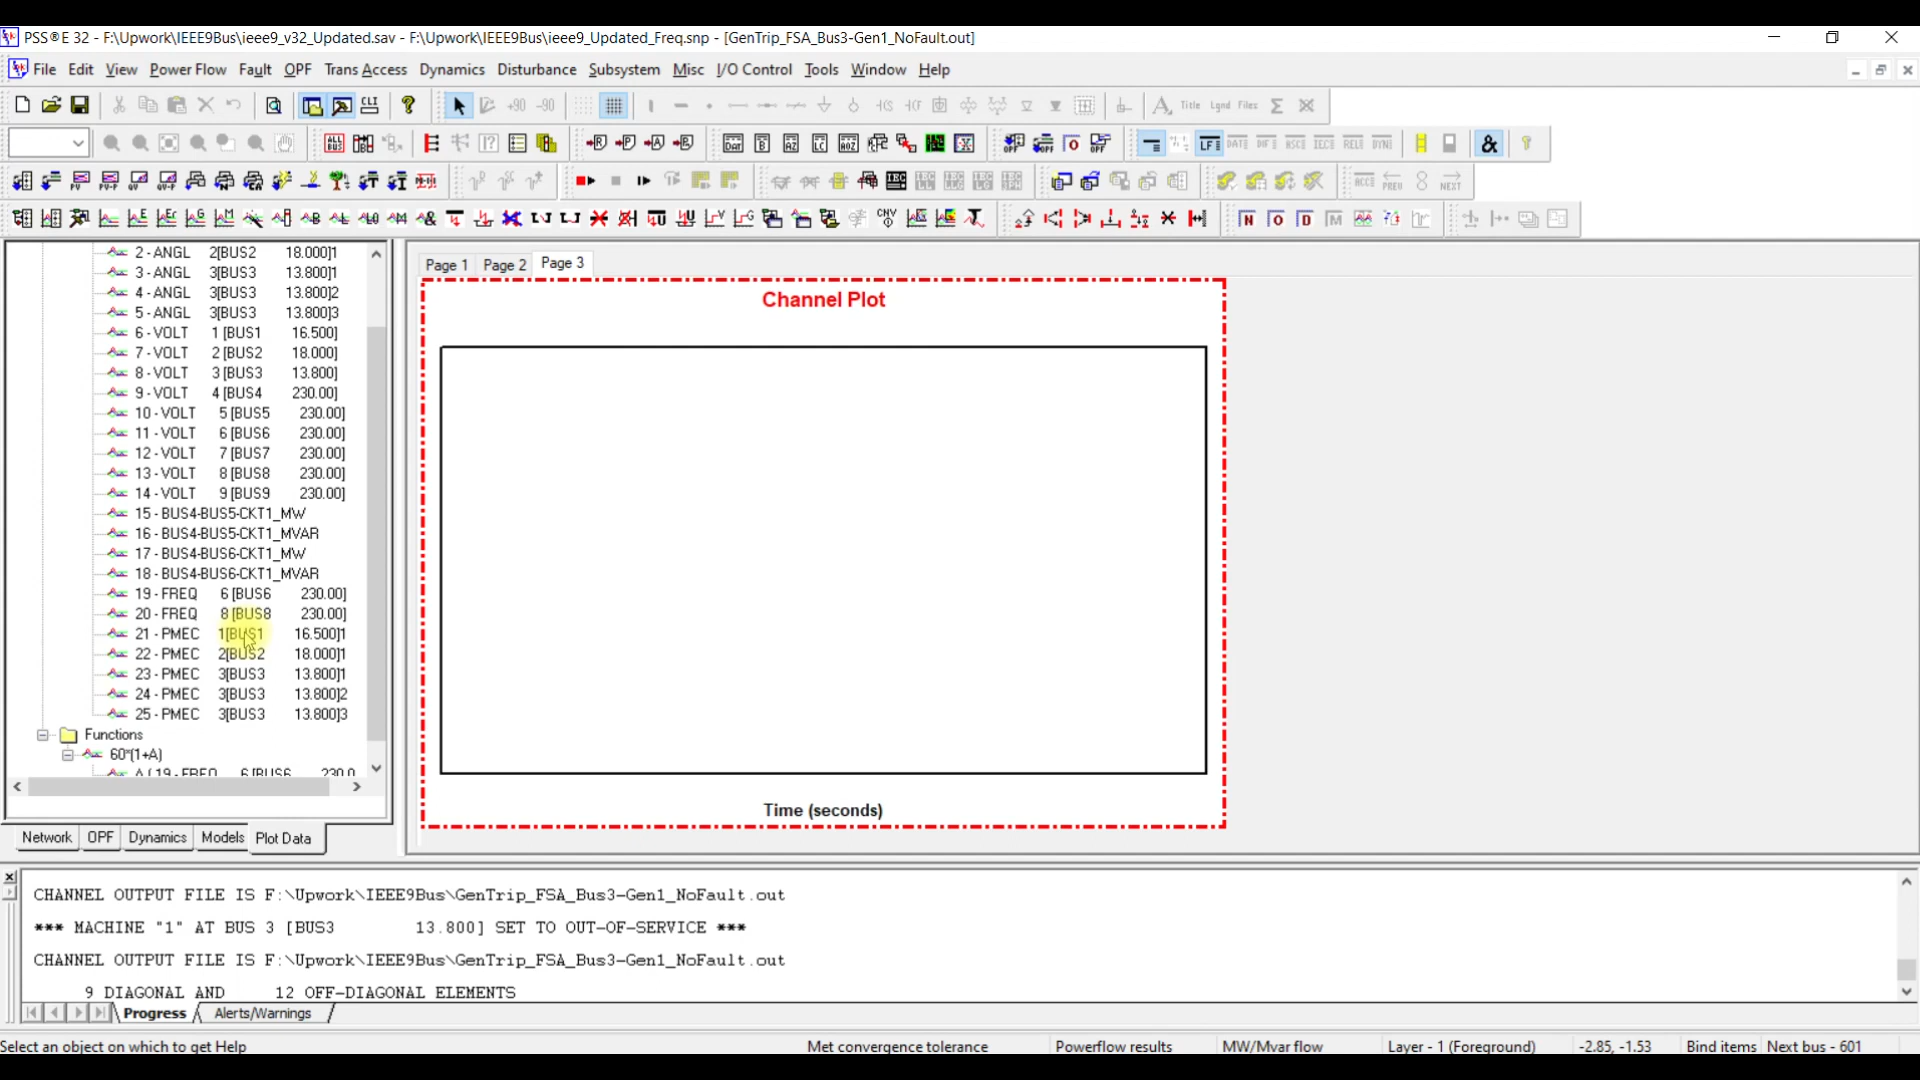 PSS®E 32 - F:\Upwork\IEEE9Bus\ieee9_v32_Updated.sav - F:\Upwork\IEEE9Bus\ieee9_Updated_Freq.snp - [GenTrip_FSA_Bus3-Gen1_NoFault.out]
File Edit View Power Flow Fault OPF Trans Access Dynamics Disturbance Subsystem Misc I/O Control Tools Window Help
2 - ANGL 2[BUS2 18.000]1
3 - ANGL 3[BUS3 13.800]1
4 - ANGL 3[BUS3 13.800]2
5 - ANGL 3[BUS3 13.800]3
6 - VOLT 1 [BUS1 16.500]
7 - VOLT 2 [BUS2 18.000]
8 - VOLT 3 [BUS3 13.800]
9 - VOLT 4 [BUS4 230.00]
10 - VOLT 5 [BUS5 230.00]
11 - VOLT 6 [BUS6 230.00]
12 - VOLT 7 [BUS7 230.00]
13 - VOLT 8 [BUS8 230.00]
14 - VOLT 9 [BUS9 230.00]
15 - BUS4-BUS5-CKT1_MW
16 - BUS4-BUS5-CKT1_MVAR
17 - BUS4-BUS6-CKT1_MW
18 - BUS4-BUS6-CKT1_MVAR
19 - FREQ 6 [BUS6 230.00]
20 - FREQ 8 [BUS8 230.00]
21 - PMEC 1[BUS1 16.500]1
22 - PMEC 2[BUS2 18.000]1
23 - PMEC 3[BUS3 13.800]1
24 - PMEC 3[BUS3 13.800]2
25 - PMEC 3[BUS3 13.800]3
Functions
60*(1+A)
A ( 19 - FREQ 6 [BUS6 230.0
Network OPF Dynamics Models Plot Data
Page 1 Page 2 Page 3
Channel Plot
Time (seconds)
CHANNEL OUTPUT FILE IS F:\Upwork\IEEE9Bus\GenTrip_FSA_Bus3-Gen1_NoFault.out
*** MACHINE "1" AT BUS 3 [BUS3 13.800] SET TO OUT-OF-SERVICE ***
CHANNEL OUTPUT FILE IS F:\Upwork\IEEE9Bus\GenTrip_FSA_Bus3-Gen1_NoFault.out
9 DIAGONAL AND 12 OFF-DIAGONAL ELEMENTS
Progress Alerts/Warnings
Select an object on which to get Help Met convergence tolerance Powerflow results MW/Mvar flow Layer - 1 (Foreground) -2.85, -1.53 Bind items Next bus - 601